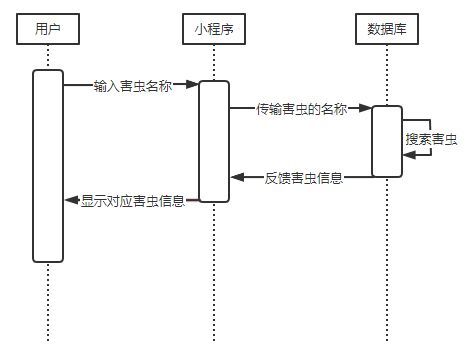 用户
小程序
数据库
输入害虫名称
传输害虫的名称
搜索害虫
反馈害虫信息
显示对应害虫信息